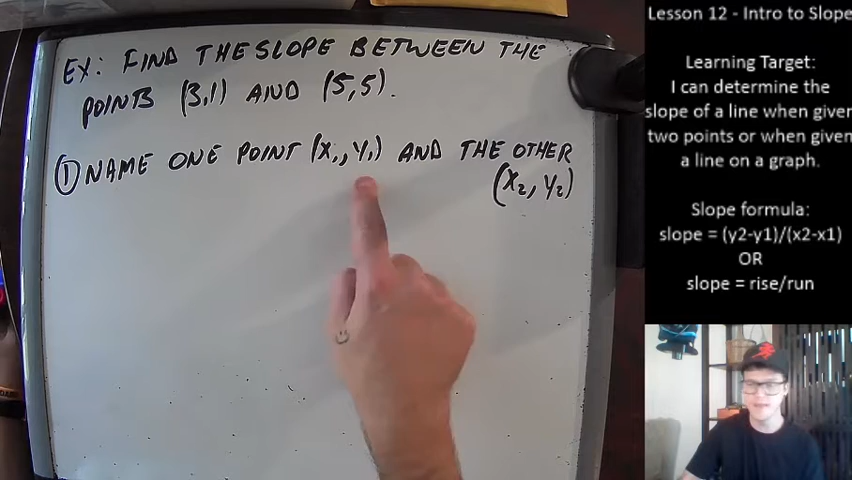 EX: FIND THE SLOPE BETWEEN THE
POINTS (3,1) AND (5,5).
① NAME ONE POINT (X₁, Y₁) AND THE OTHER
(X₂, Y₂)
Lesson 12 - Intro to Slope
Learning Target:
I can determine the
slope of a line when given
two points or when given
a line on a graph.
Slope formula:
slope = (y2-y1)/(x2-x1)
OR
slope = rise/run